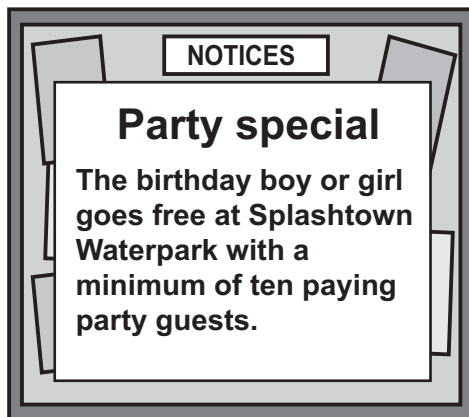 NOTICES
Party special
The birthday boy or girl
goes free at Splashtown
Waterpark with a
minimum of ten paying
party guests.